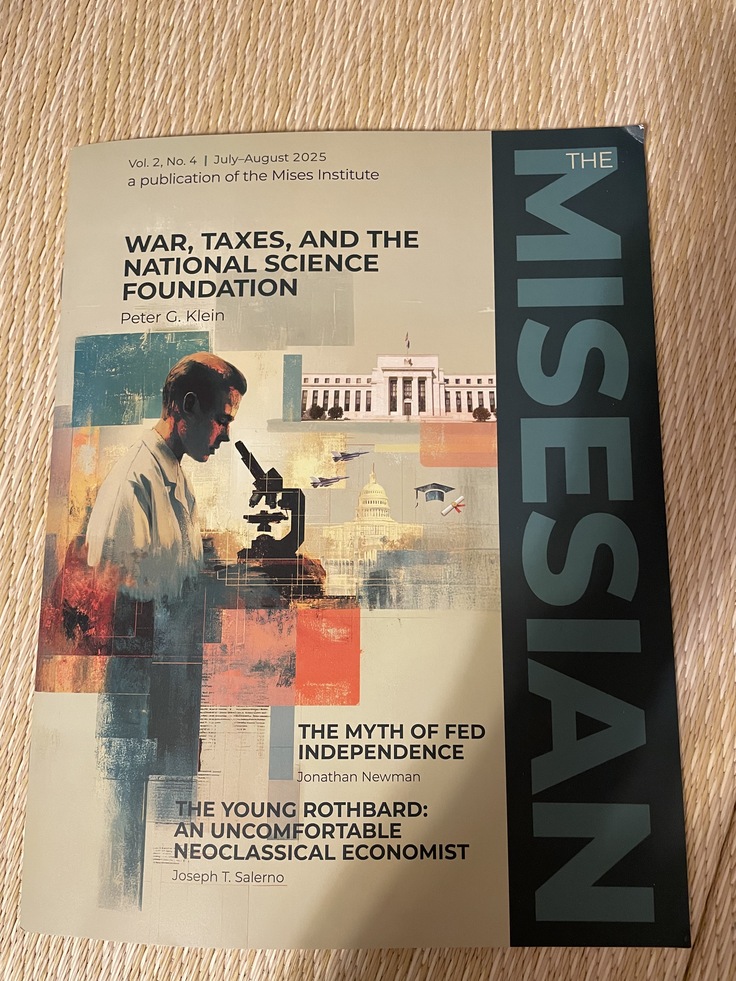 Vol. 2, No. 4 | July–August 2025
a publication of the Mises Institute
THE
MISESIAN
WAR, TAXES, AND THE
NATIONAL SCIENCE
FOUNDATION
Peter G. Klein
THE MYTH OF FED
INDEPENDENCE
Jonathan Newman
THE YOUNG ROTHBARD:
AN UNCOMFORTABLE
NEOCLASSICAL ECONOMIST
Joseph T. Salerno